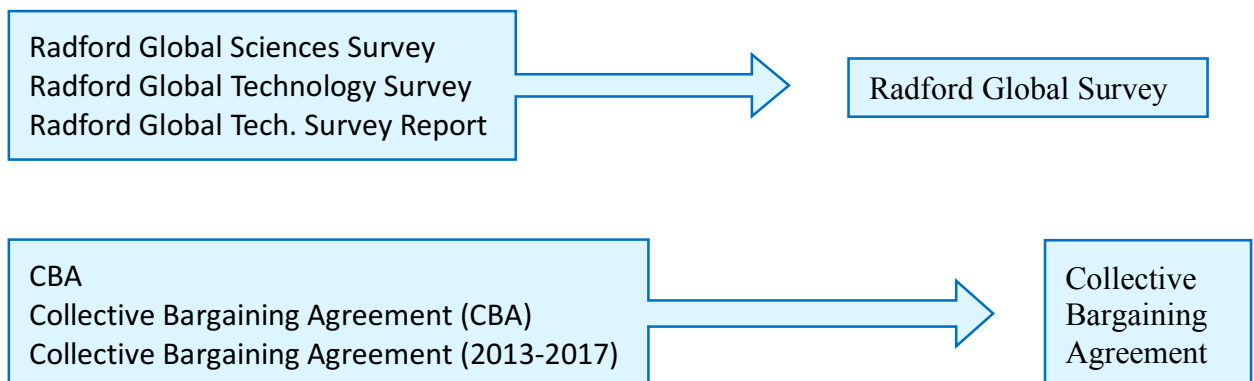 Radford Global Sciences Survey
Radford Global Technology Survey
Radford Global Tech. Survey Report
Radford Global Survey
CBA
Collective Bargaining Agreement (CBA)
Collective Bargaining Agreement (2013-2017)
Collective
Bargaining
Agreement